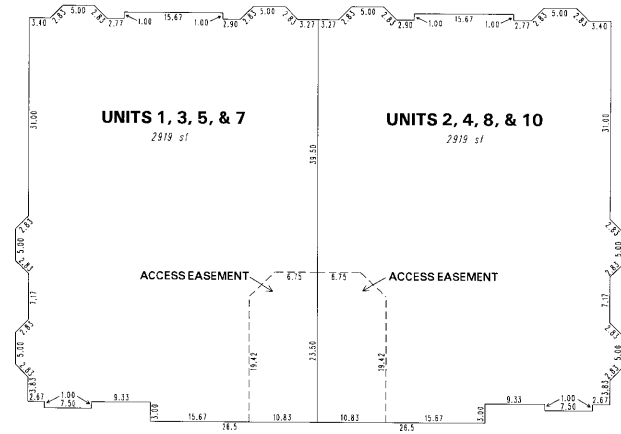 3.40 2.83 5.00 2.83 2.77 1.00 15.67 1.00 2.90 2.83 5.00 2.83 3.27 3.27 2.83 5.00 2.83 2.90 1.00 15.67 1.00 2.77 2.83 5.00 2.83 3.40
31.00
UNITS 1, 3, 5, & 7
2919 sf
39.50
UNITS 2, 4, 8, & 10
2919 sf
31.00
2.83 2.83
5.00 5.00
2.83 2.83
ACCESS EASEMENT 6.75 6.75 ACCESS EASEMENT
7.17 7.17
2.83 2.83
5.00 19.42 23.50 19.42 5.00
2.83 2.83
3.83 3.83
2.67 1.00 9.33 9.33 1.00 2.67
7.50 3.00 3.00 7.50
15.67 10.83 10.83 15.67
26.5 26.5